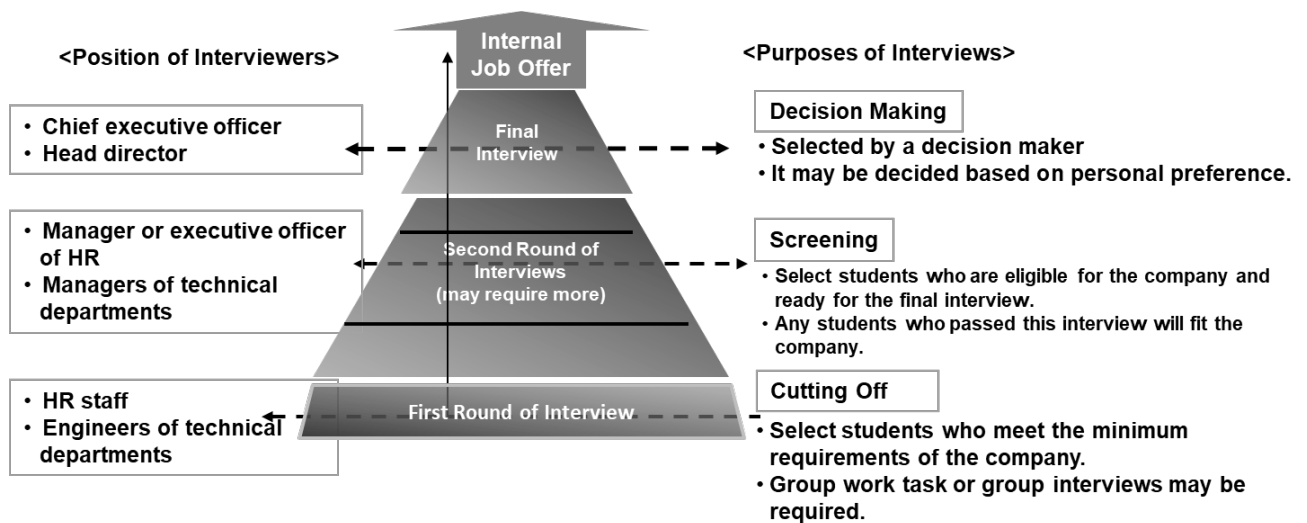 <Position of Interviewers>
Internal
Job Offer
<Purposes of Interviews>
• Chief executive officer
• Head director
Final
Interview
Decision Making
• Selected by a decision maker
• It may be decided based on personal preference.
• Manager or executive officer
of HR
• Managers of technical
departments
Second Round of
Interviews
(may require more)
Screening
• Select students who are eligible for the company and
ready for the final interview.
• Any students who passed this interview will fit the
company.
• HR staff
• Engineers of technical
departments
First Round of Interview
Cutting Off
• Select students who meet the minimum
requirements of the company.
• Group work task or group interviews may be
required.